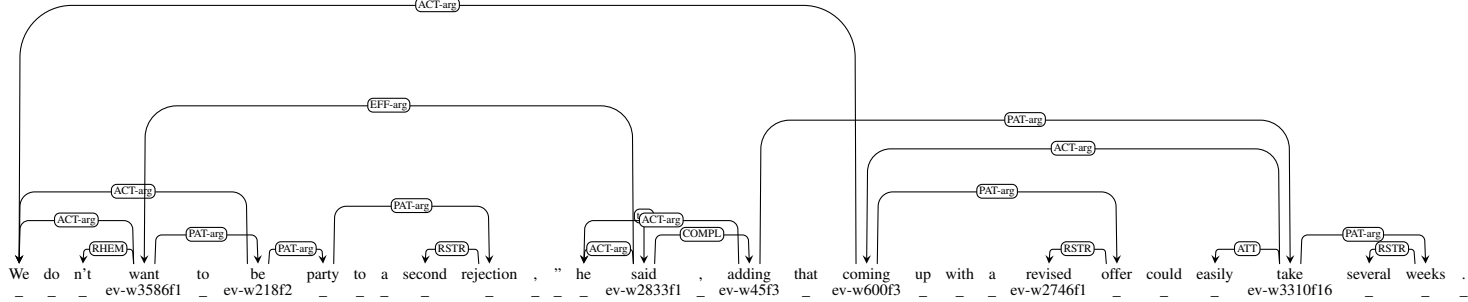 ACT-arg
EFF-arg
PAT-arg
ACT-arg
ACT-arg PAT-arg
PAT-arg
ACT-arg ACT-arg
PAT-arg COMPL PAT-arg
RHEM PAT-arg RSTR ACT-arg RSTR ATT RSTR
We do n't want to be party to a second rejection , ” he said , adding that coming up with a revised offer could easily take several weeks .
_ _ _ ev-w3586f1 _ ev-w218f2 _ _ _ _ _ _ _ _ ev-w2833f1 _ ev-w45f3 _ ev-w600f3 _ _ _ ev-w2746f1 _ _ _ ev-w3310f16 _ _ _